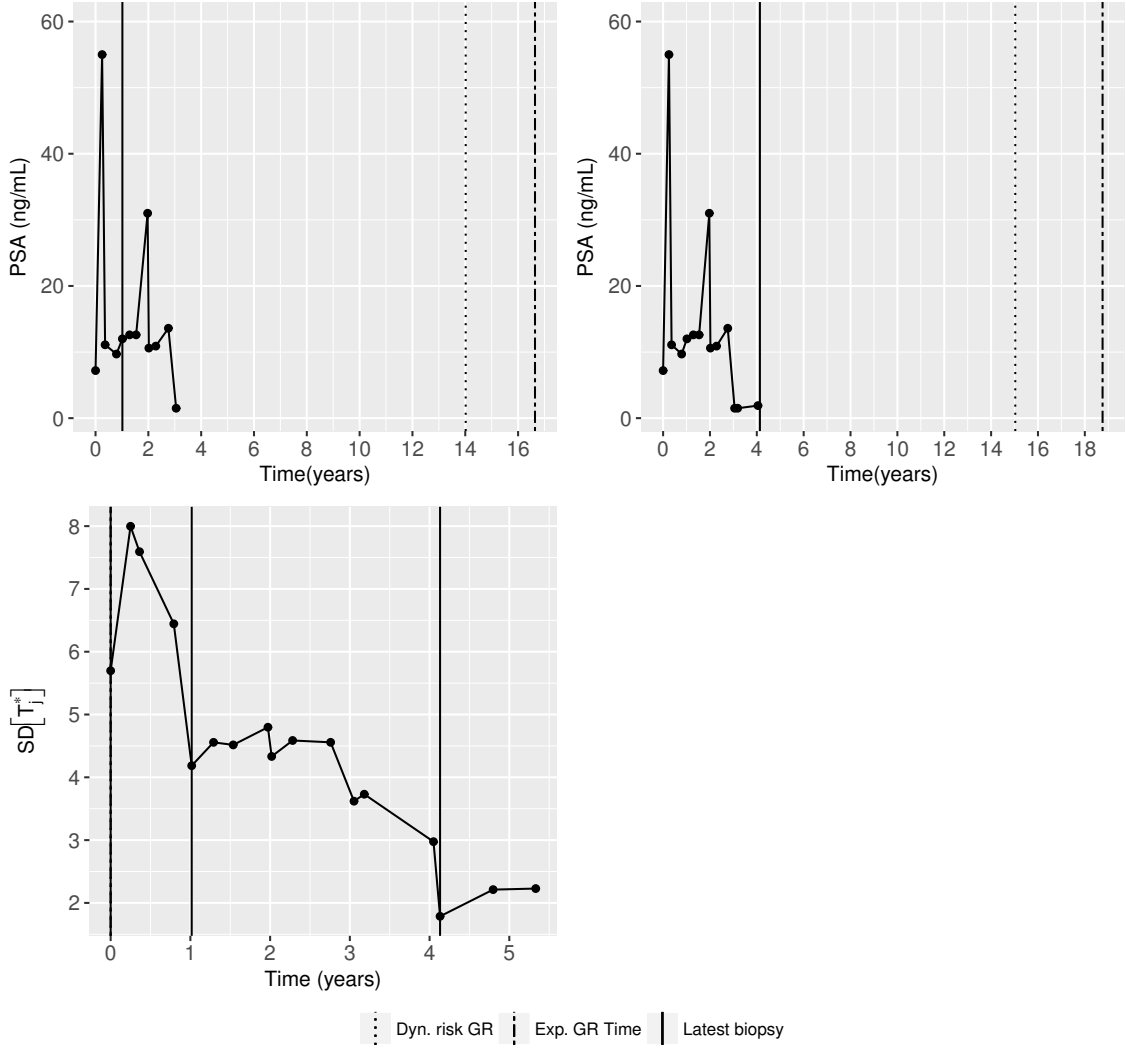 60
40
20
0
PSA (ng/mL)
0 2 4 6 8 10 12 14 16
Time(years)
60
40
20
0
PSA (ng/mL)
0 2 4 6 8 10 12 14 16 18
Time(years)
8
7
6
5
4
3
2
SD[T*j]
0 1 2 3 4 5
Time (years)
Dyn. risk GR Exp. GR Time Latest biopsy